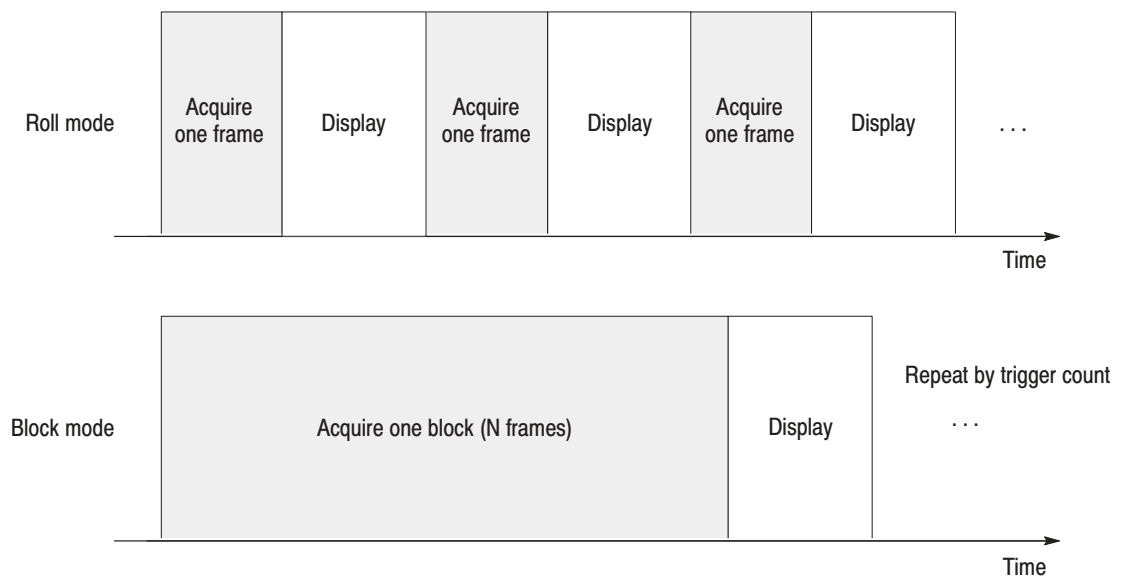 Roll mode
Acquire
one frame
Display
Acquire
one frame
Display
Acquire
one frame
Display
. . .
Time
Block mode
Acquire one block (N frames)
Display
Repeat by trigger count
. . .
Time